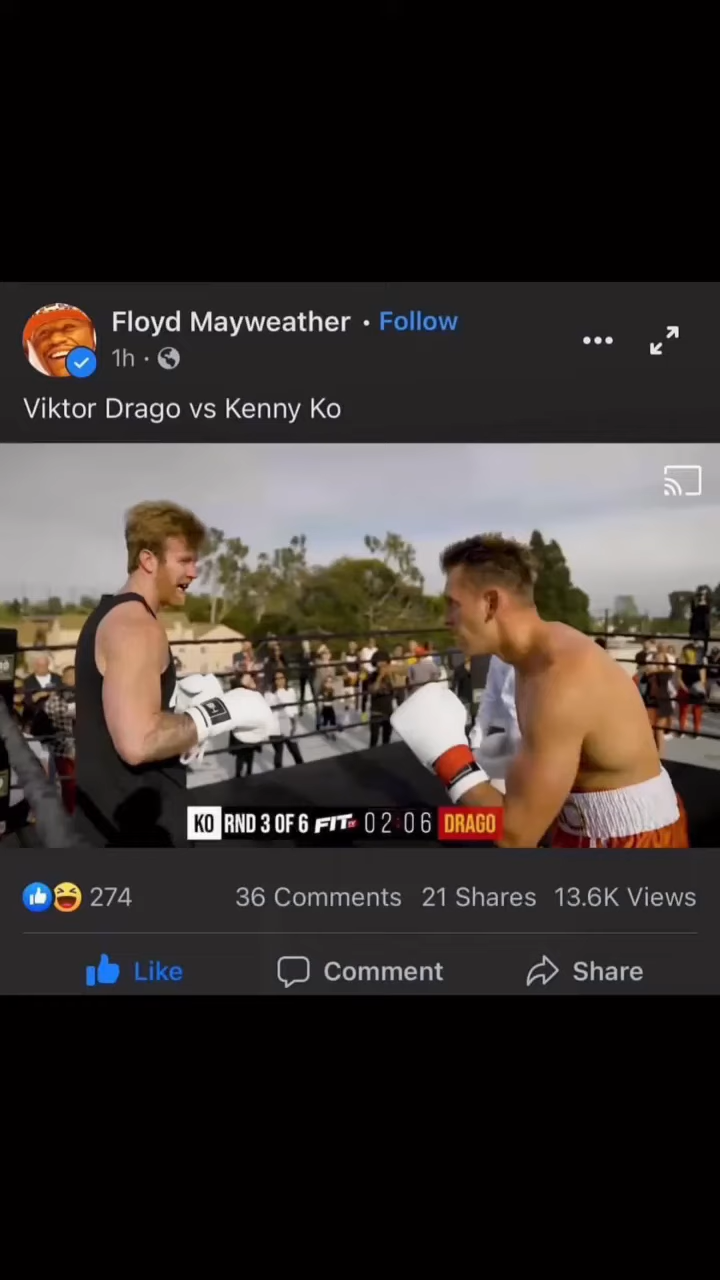 Floyd Mayweather · Follow
1h ·
Viktor Drago vs Kenny Ko
KO RND 3 OF 6 FIT 02:06 DRAGO
274 36 Comments 21 Shares 13.6K Views
Like Comment Share